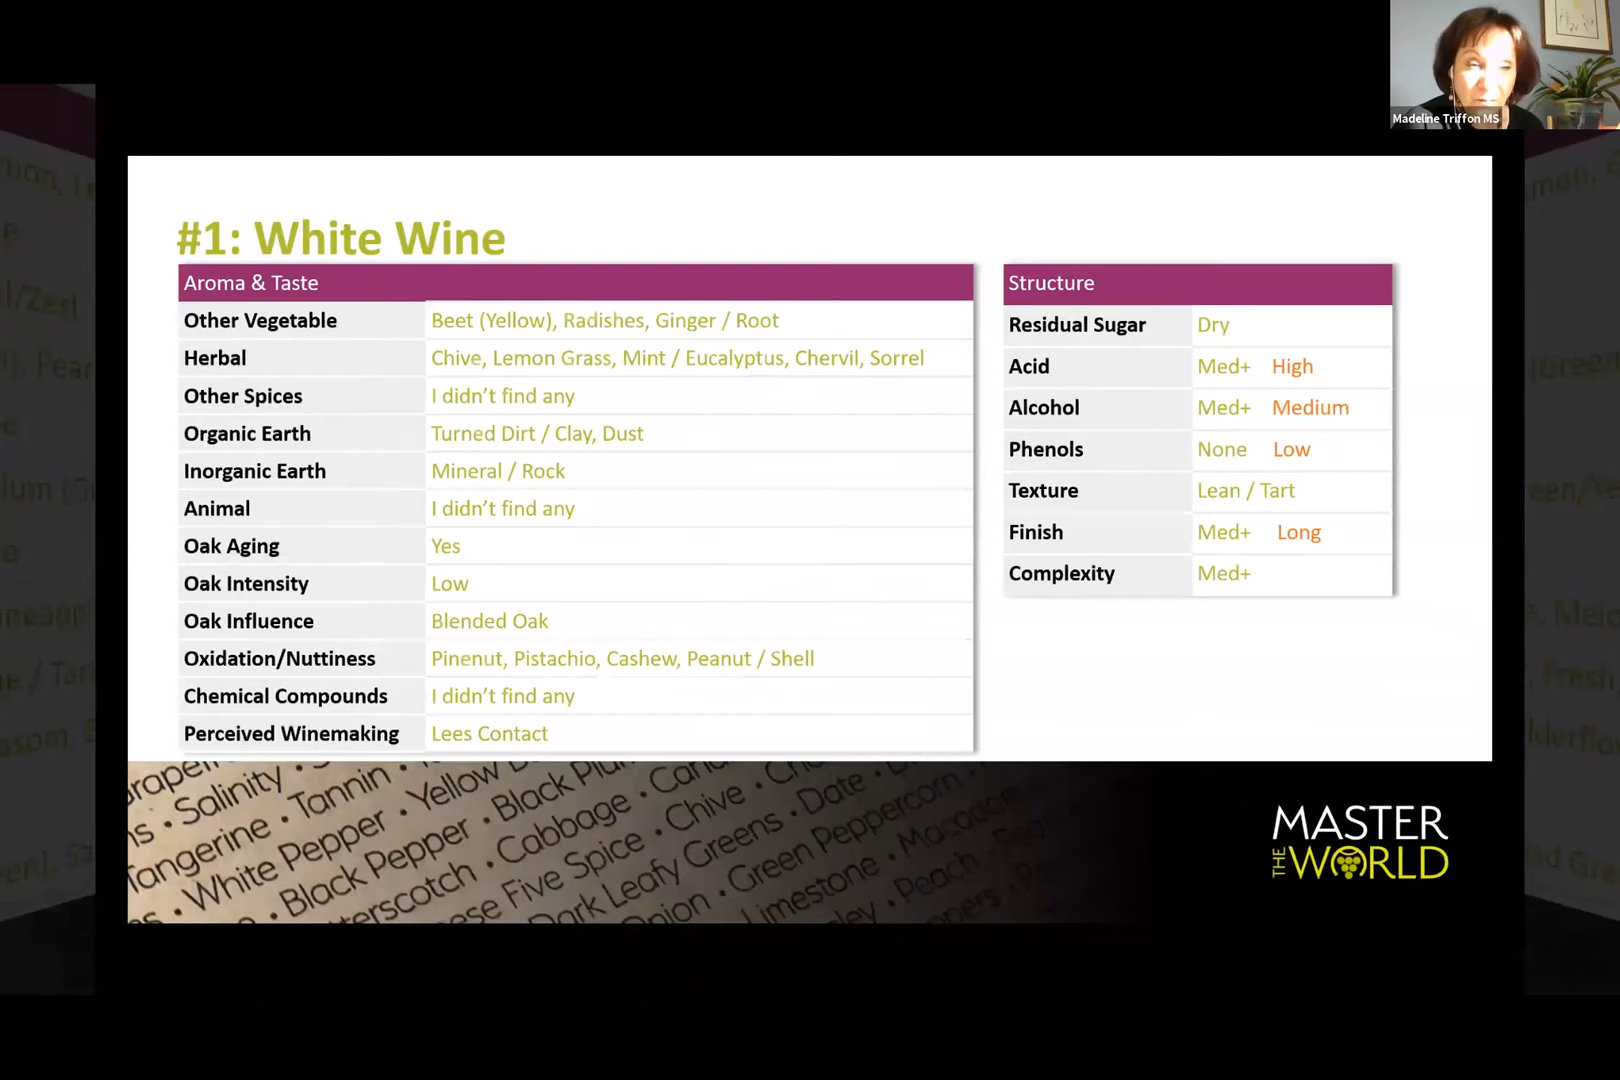 Madeline Triffon MS
#1: White Wine
Aroma & Taste
Other Vegetable Beet (Yellow), Radishes, Ginger / Root
Herbal Chive, Lemon Grass, Mint / Eucalyptus, Chervil, Sorrel
Other Spices I didn't find any
Organic Earth Turned Dirt / Clay, Dust
Inorganic Earth Mineral / Rock
Animal I didn't find any
Oak Aging Yes
Oak Intensity Low
Oak Influence Blended Oak
Oxidation/Nuttiness Pinenut, Pistachio, Cashew, Peanut / Shell
Chemical Compounds I didn't find any
Perceived Winemaking Lees Contact
Structure
Residual Sugar Dry
Acid Med+ High
Alcohol Med+ Medium
Phenols None Low
Texture Lean / Tart
Finish Med+ Long
Complexity Med+
Salinity •
Tangerine • Tannin •
• White Pepper • Yellow
• Black Pepper • Black
• Cabbage •
Five Spice • Chive •
Dark Leafy Greens • Date •
• Green Peppercorn •
Limestone •
• Peach •
MASTER
THE WORLD